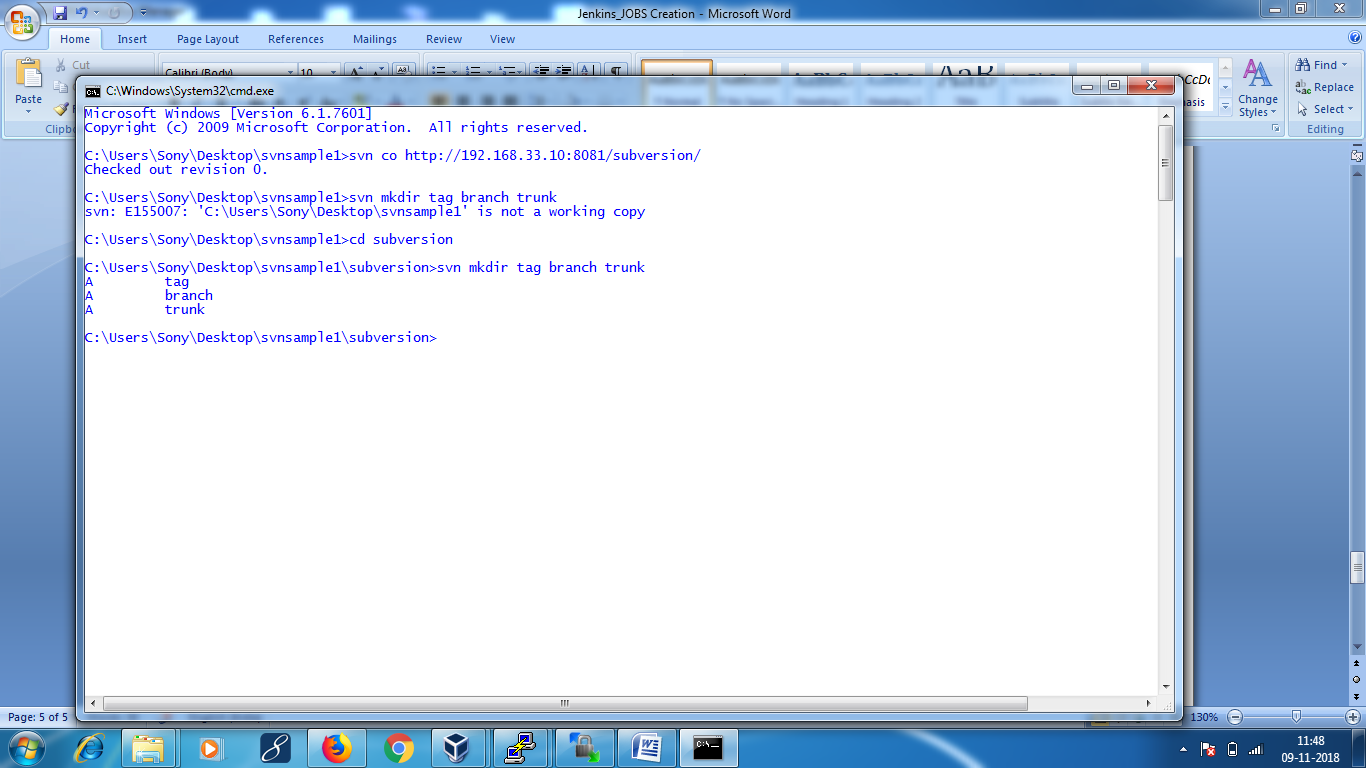 Jenkins_JOBS Creation - Microsoft Word
Home Insert Page Layout References Mailings Review View
Cut
Calibri (Body) 10
Paste
Change Styles
Find
Replace
Select
Editing
C:\Windows\System32\cmd.exe
Microsoft Windows [Version 6.1.7601]
Copyright (c) 2009 Microsoft Corporation.  All rights reserved.
C:\Users\Sony\Desktop\svnsample1>svn co http://192.168.33.10:8081/subversion/
Checked out revision 0.
C:\Users\Sony\Desktop\svnsample1>svn mkdir tag branch trunk
svn: E155007: 'C:\Users\Sony\Desktop\svnsample1' is not a working copy
C:\Users\Sony\Desktop\svnsample1>cd subversion
C:\Users\Sony\Desktop\svnsample1\subversion>svn mkdir tag branch trunk
A         tag
A         branch
A         trunk
C:\Users\Sony\Desktop\svnsample1\subversion>
Page: 5 of 5
130%
11:48
09-11-2018